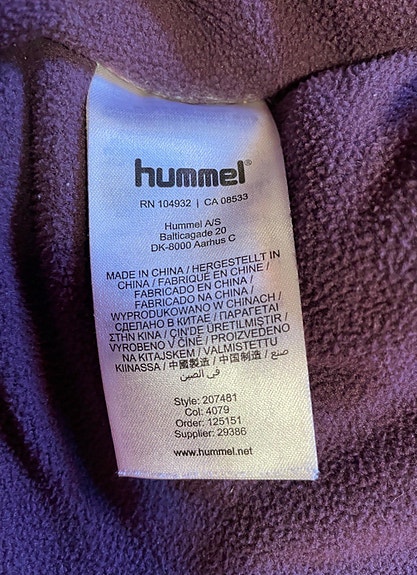 hummel®
RN 104932 | CA 08533
Hummel A/S
Balticagade 20
DK-8000 Aarhus C
MADE IN CHINA / HERGESTELLT IN
CHINA / FABRIQUÉ EN CHINE /
FABRICADO EN CHINA /
FABRICADO NA CHINA /
WYPRODUKOWANO W CHINACH /
СДЕЛАНО В КИТАЕ / ΠΑΡΑΓΕΤΑΙ
ΣΤΗΝ ΚΙΝΑ / ÇIN'DE ÜRETILMIŞTIR /
VYROBENO V ČÍNĚ / PROIZVEDENO
NA KITAJSKEM / VALMISTETTU
KIINASSA / 中國製造 / 中国制造 / صنع
في الصين
Style: 207481
Col: 4079
Order: 125151
Supplier: 29386
www.hummel.net